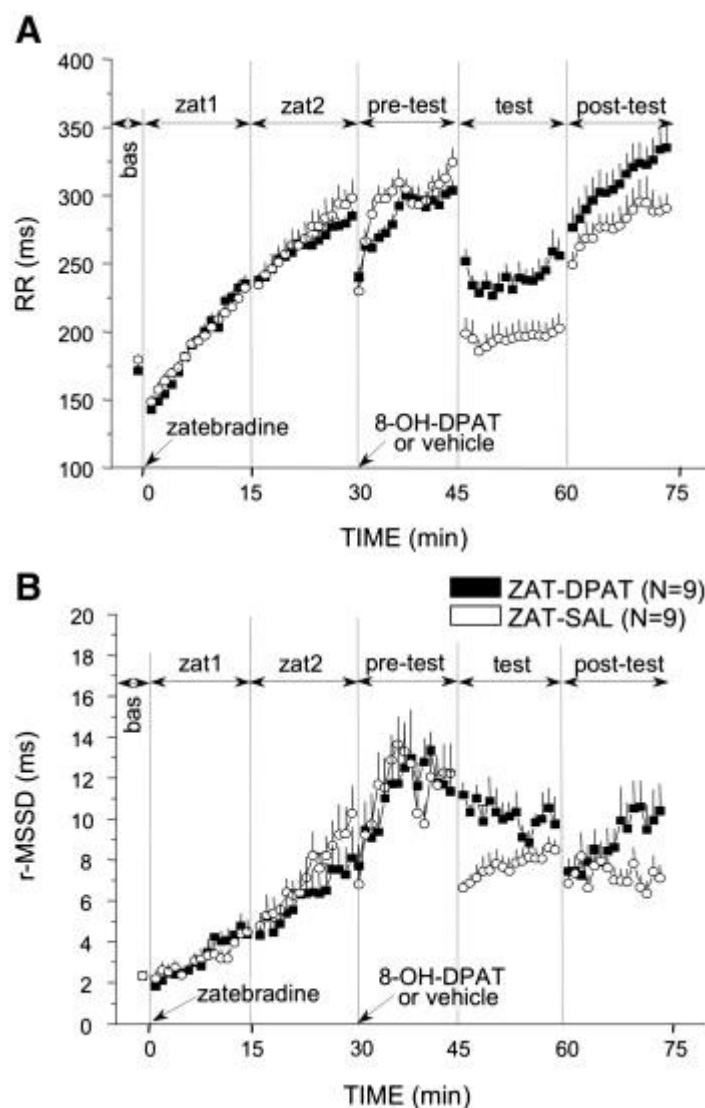 A
400
350
300
250
200
150
100
RR (ms)
bas
zat1
zat2
pre-test
test
post-test
zatebradine
8-OH-DPAT
or vehicle
0
15
30
45
60
75
TIME (min)
B
ZAT-DPAT (N=9)
ZAT-SAL (N=9)
20
18
16
14
12
10
8
6
4
2
0
r-MSSD (ms)
bas
zat1
zat2
pre-test
test
post-test
zatebradine
8-OH-DPAT
or vehicle
0
15
30
45
60
75
TIME (min)